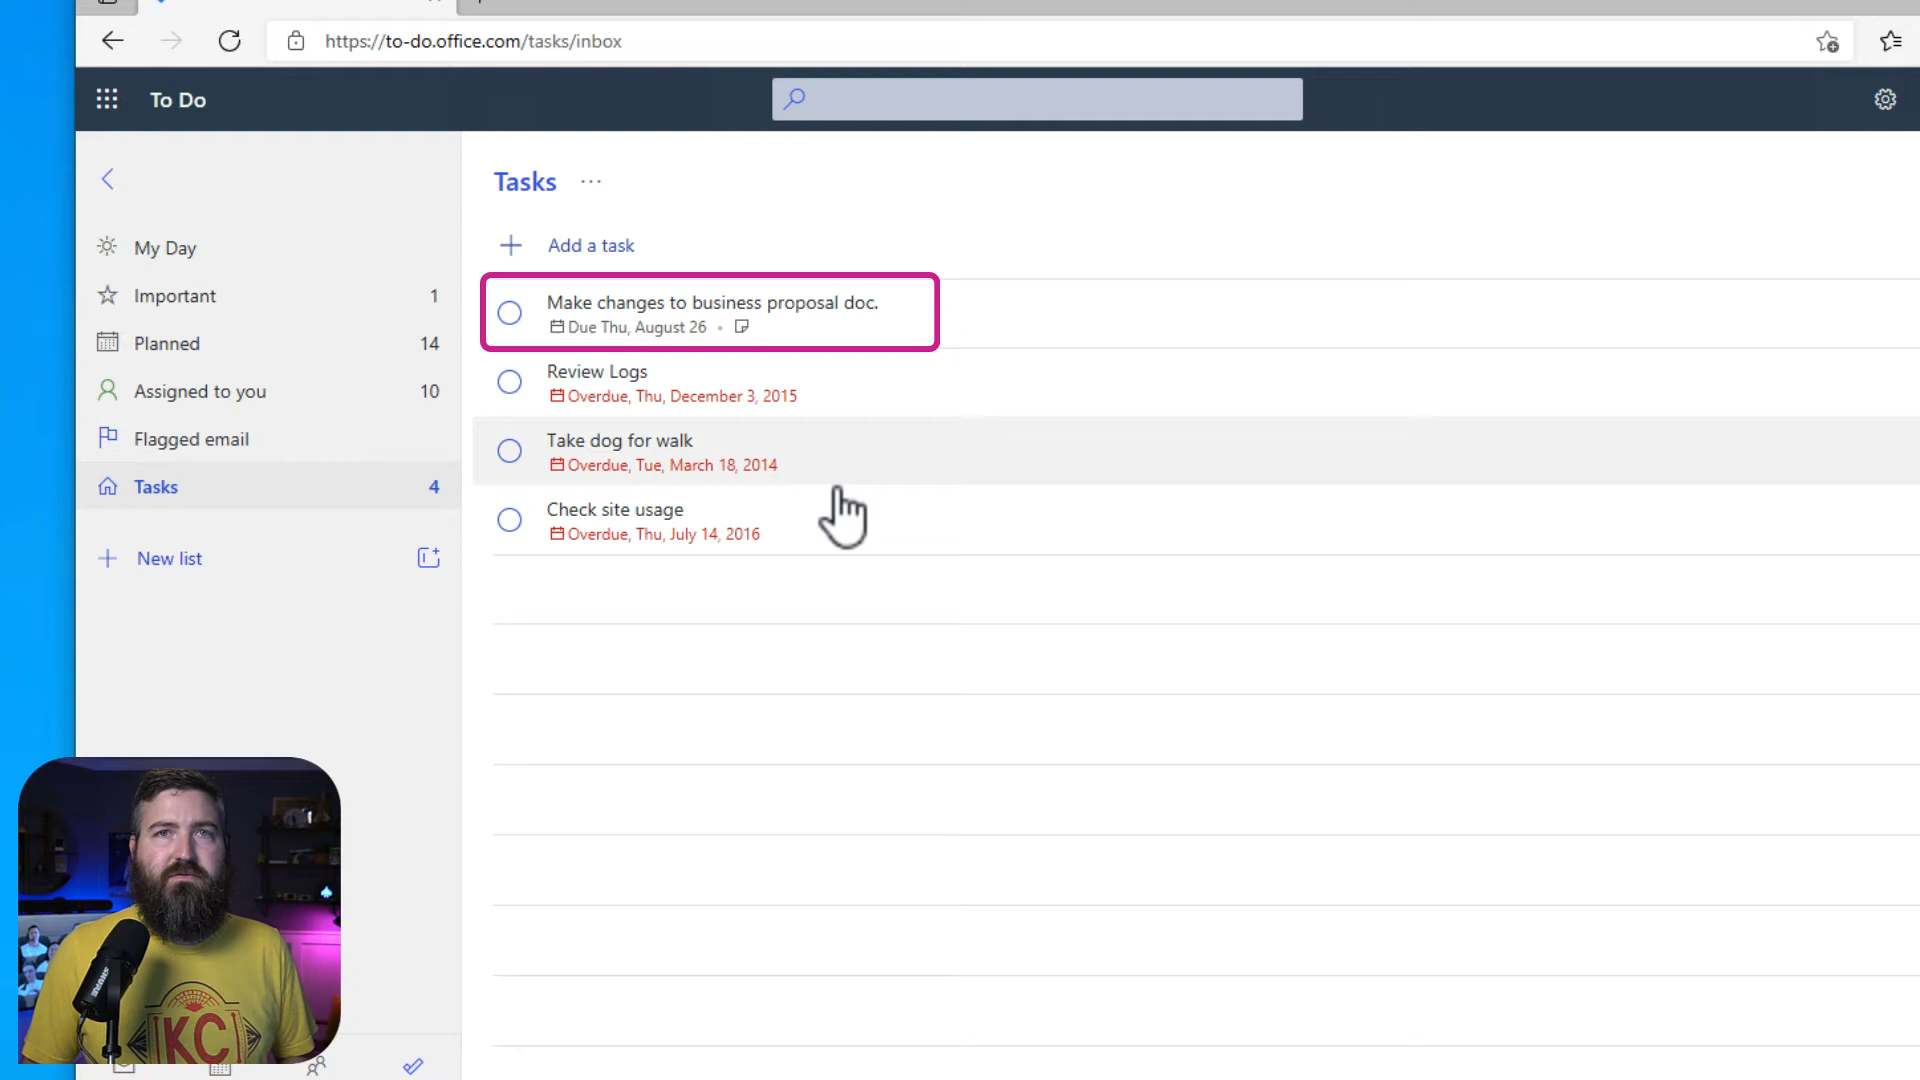 https://to-do.office.com/tasks/inbox
To Do
My Day
Important 1
Planned 14
Assigned to you 10
Flagged email
Tasks 4
New list
Tasks
Add a task
Make changes to business proposal doc.
Due Thu, August 26
Review Logs
Overdue, Thu, December 3, 2015
Take dog for walk
Overdue, Tue, March 18, 2014
Check site usage
Overdue, Thu, July 14, 2016
SHURE
KC